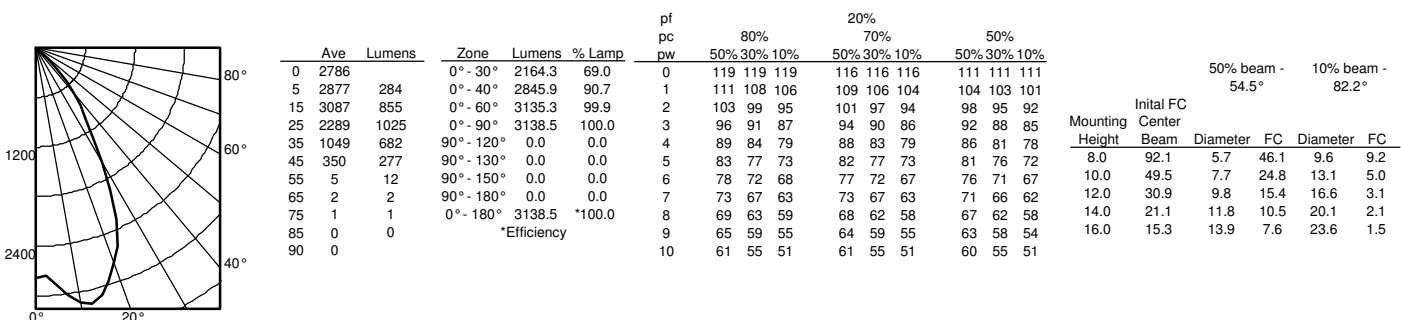 80°
60°
40°
20°
0°
1200
2400
Ave Lumens
0 2786
5 2877 284
15 3087 855
25 2289 1025
35 1049 682
45 350 277
55 5 12
65 2 2
75 1 1
85 0 0
90 0
Zone Lumens % Lamp
0° - 30° 2164.3 69.0
0° - 40° 2845.9 90.7
0° - 60° 3135.3 99.9
0° - 90° 3138.5 100.0
90° - 120° 0.0 0.0
90° - 130° 0.0 0.0
90° - 150° 0.0 0.0
90° - 180° 0.0 0.0
0° - 180° 3138.5 *100.0
*Efficiency
pf 20%
pc 80% 70% 50%
pw 50% 30% 10% 50% 30% 10% 50% 30% 10%
0 119 119 119 116 116 116 111 111 111
1 111 108 106 109 106 104 104 103 101
2 103 99 95 101 97 94 98 95 92
3 96 91 87 94 90 86 92 88 85
4 89 84 79 88 83 79 86 81 78
5 83 77 73 82 77 73 81 76 72
6 78 72 68 77 72 67 76 71 67
7 73 67 63 73 67 63 71 66 62
8 69 63 59 68 62 58 67 62 58
9 65 59 55 64 59 55 63 58 54
10 61 55 51 61 55 51 60 55 51
50% beam - 10% beam -
54.5° 82.2°
Inital FC
Mounting Center
Height Beam Diameter FC Diameter FC
8.0 92.1 5.7 46.1 9.6 9.2
10.0 49.5 7.7 24.8 13.1 5.0
12.0 30.9 9.8 15.4 16.6 3.1
14.0 21.1 11.8 10.5 20.1 2.1
16.0 15.3 13.9 7.6 23.6 1.5